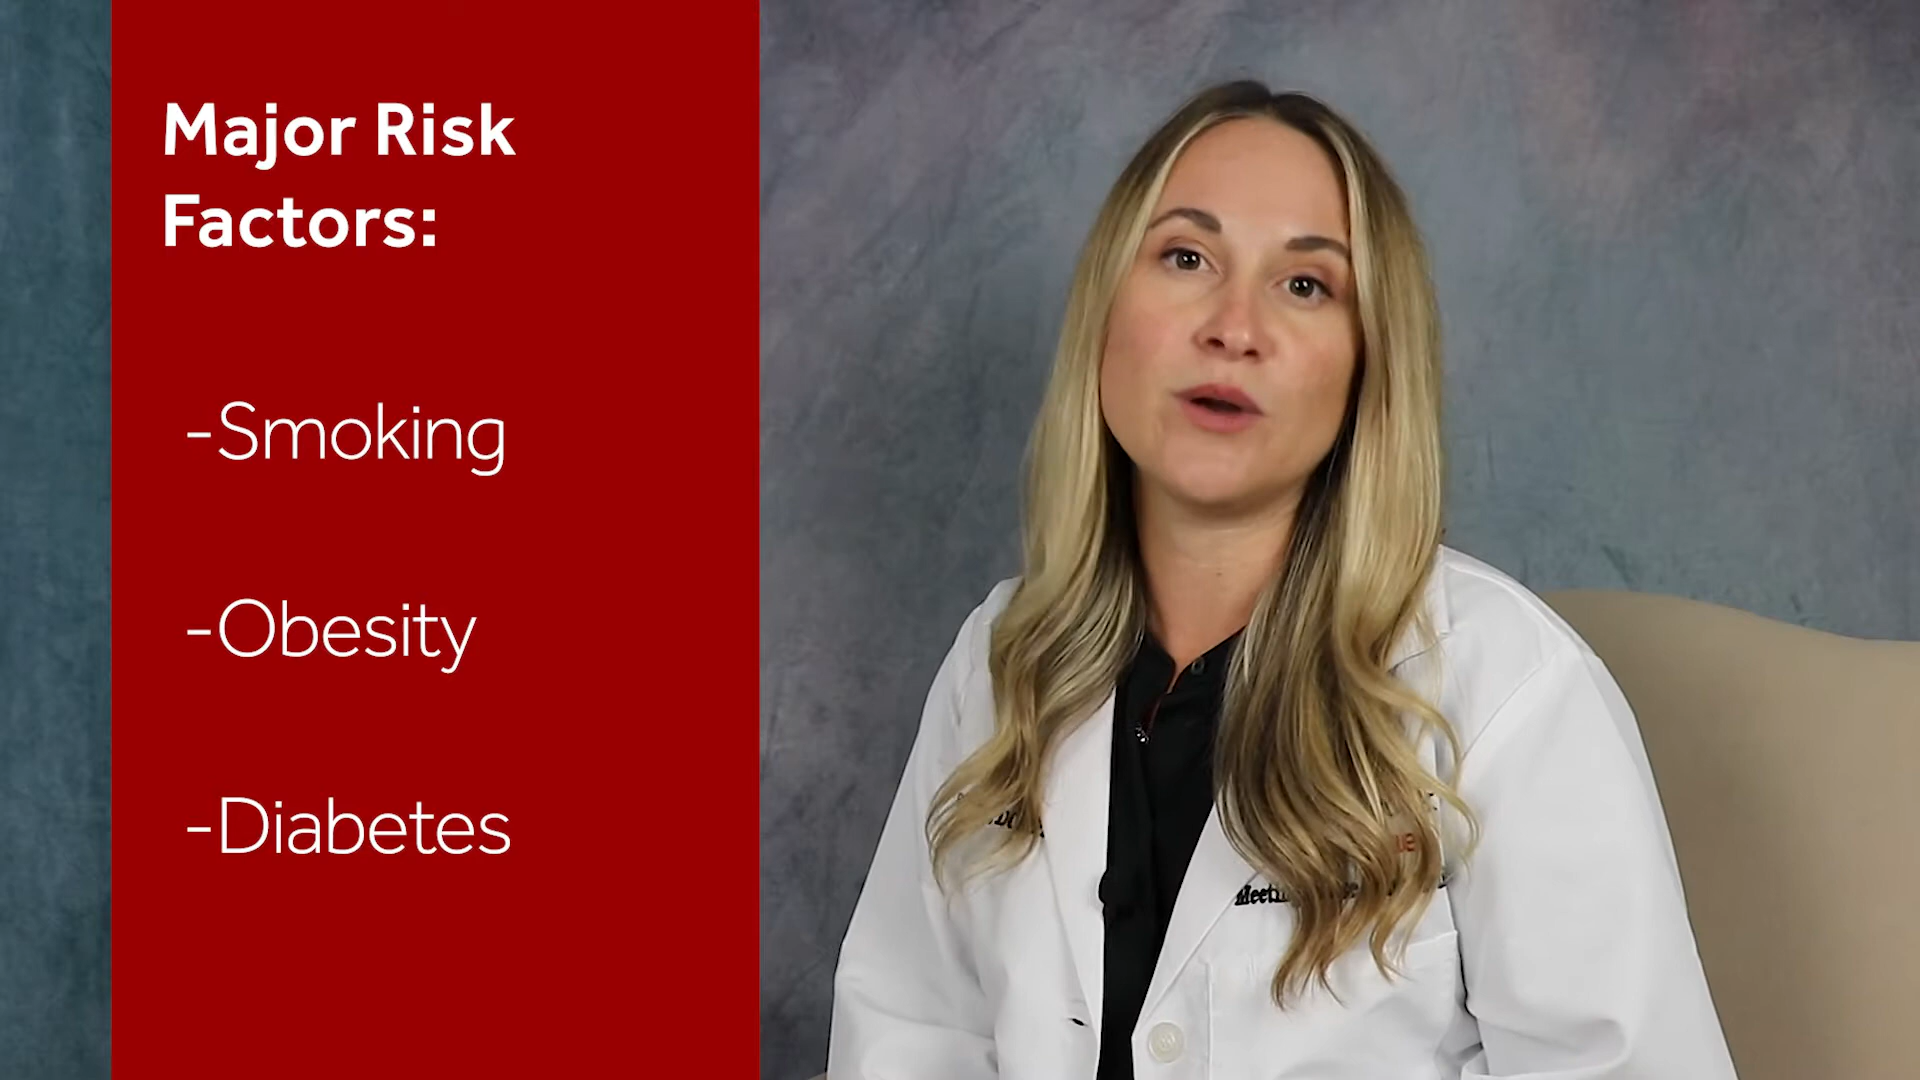 Major Risk
Factors:
-Smoking
-Obesity
-Diabetes